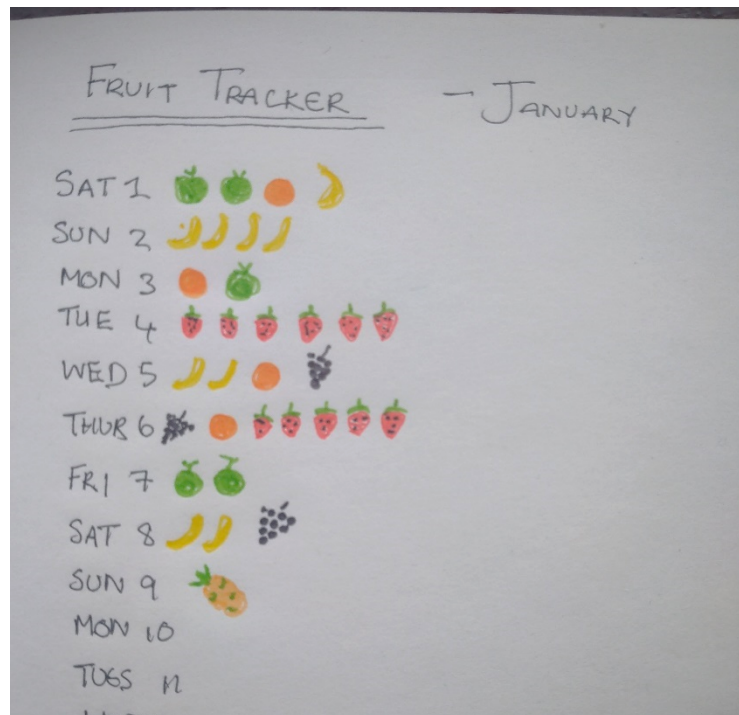 FRUIT TRACKER - JANUARY
SAT 1
SUN 2
MON 3
TUE 4
WED 5
THUR 6
FRI 7
SAT 8
SUN 9
MON 10
TUES 11